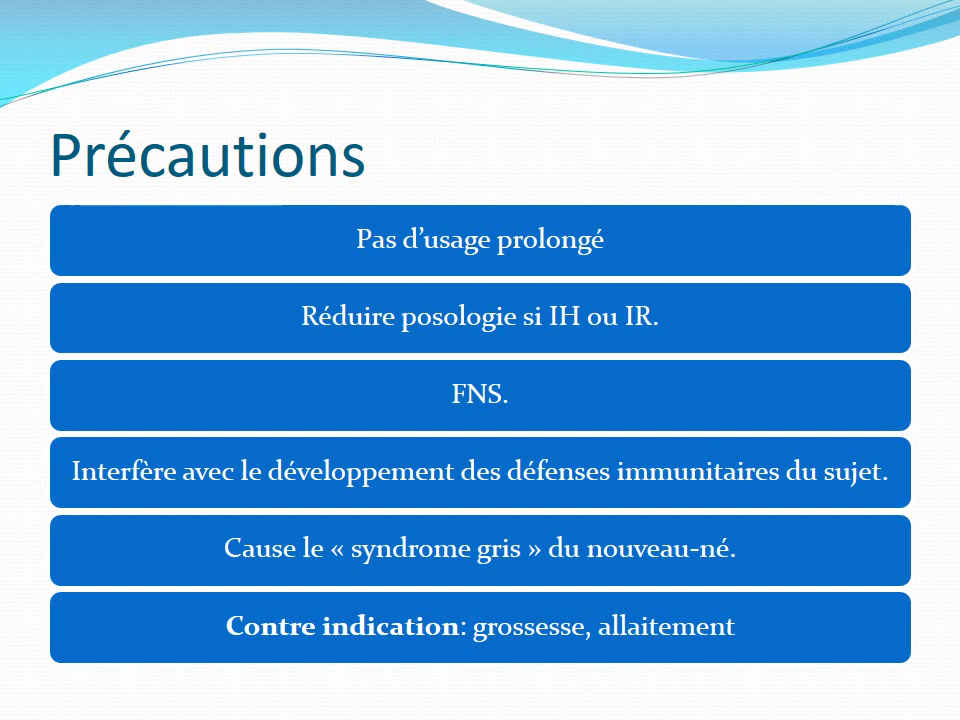 Précautions
Pas d’usage prolongé
Réduire posologie si IH ou IR.
FNS.
Interfère avec le développement des défenses immunitaires du sujet.
Cause le « syndrome gris » du nouveau-né.
Contre indication: grossesse, allaitement